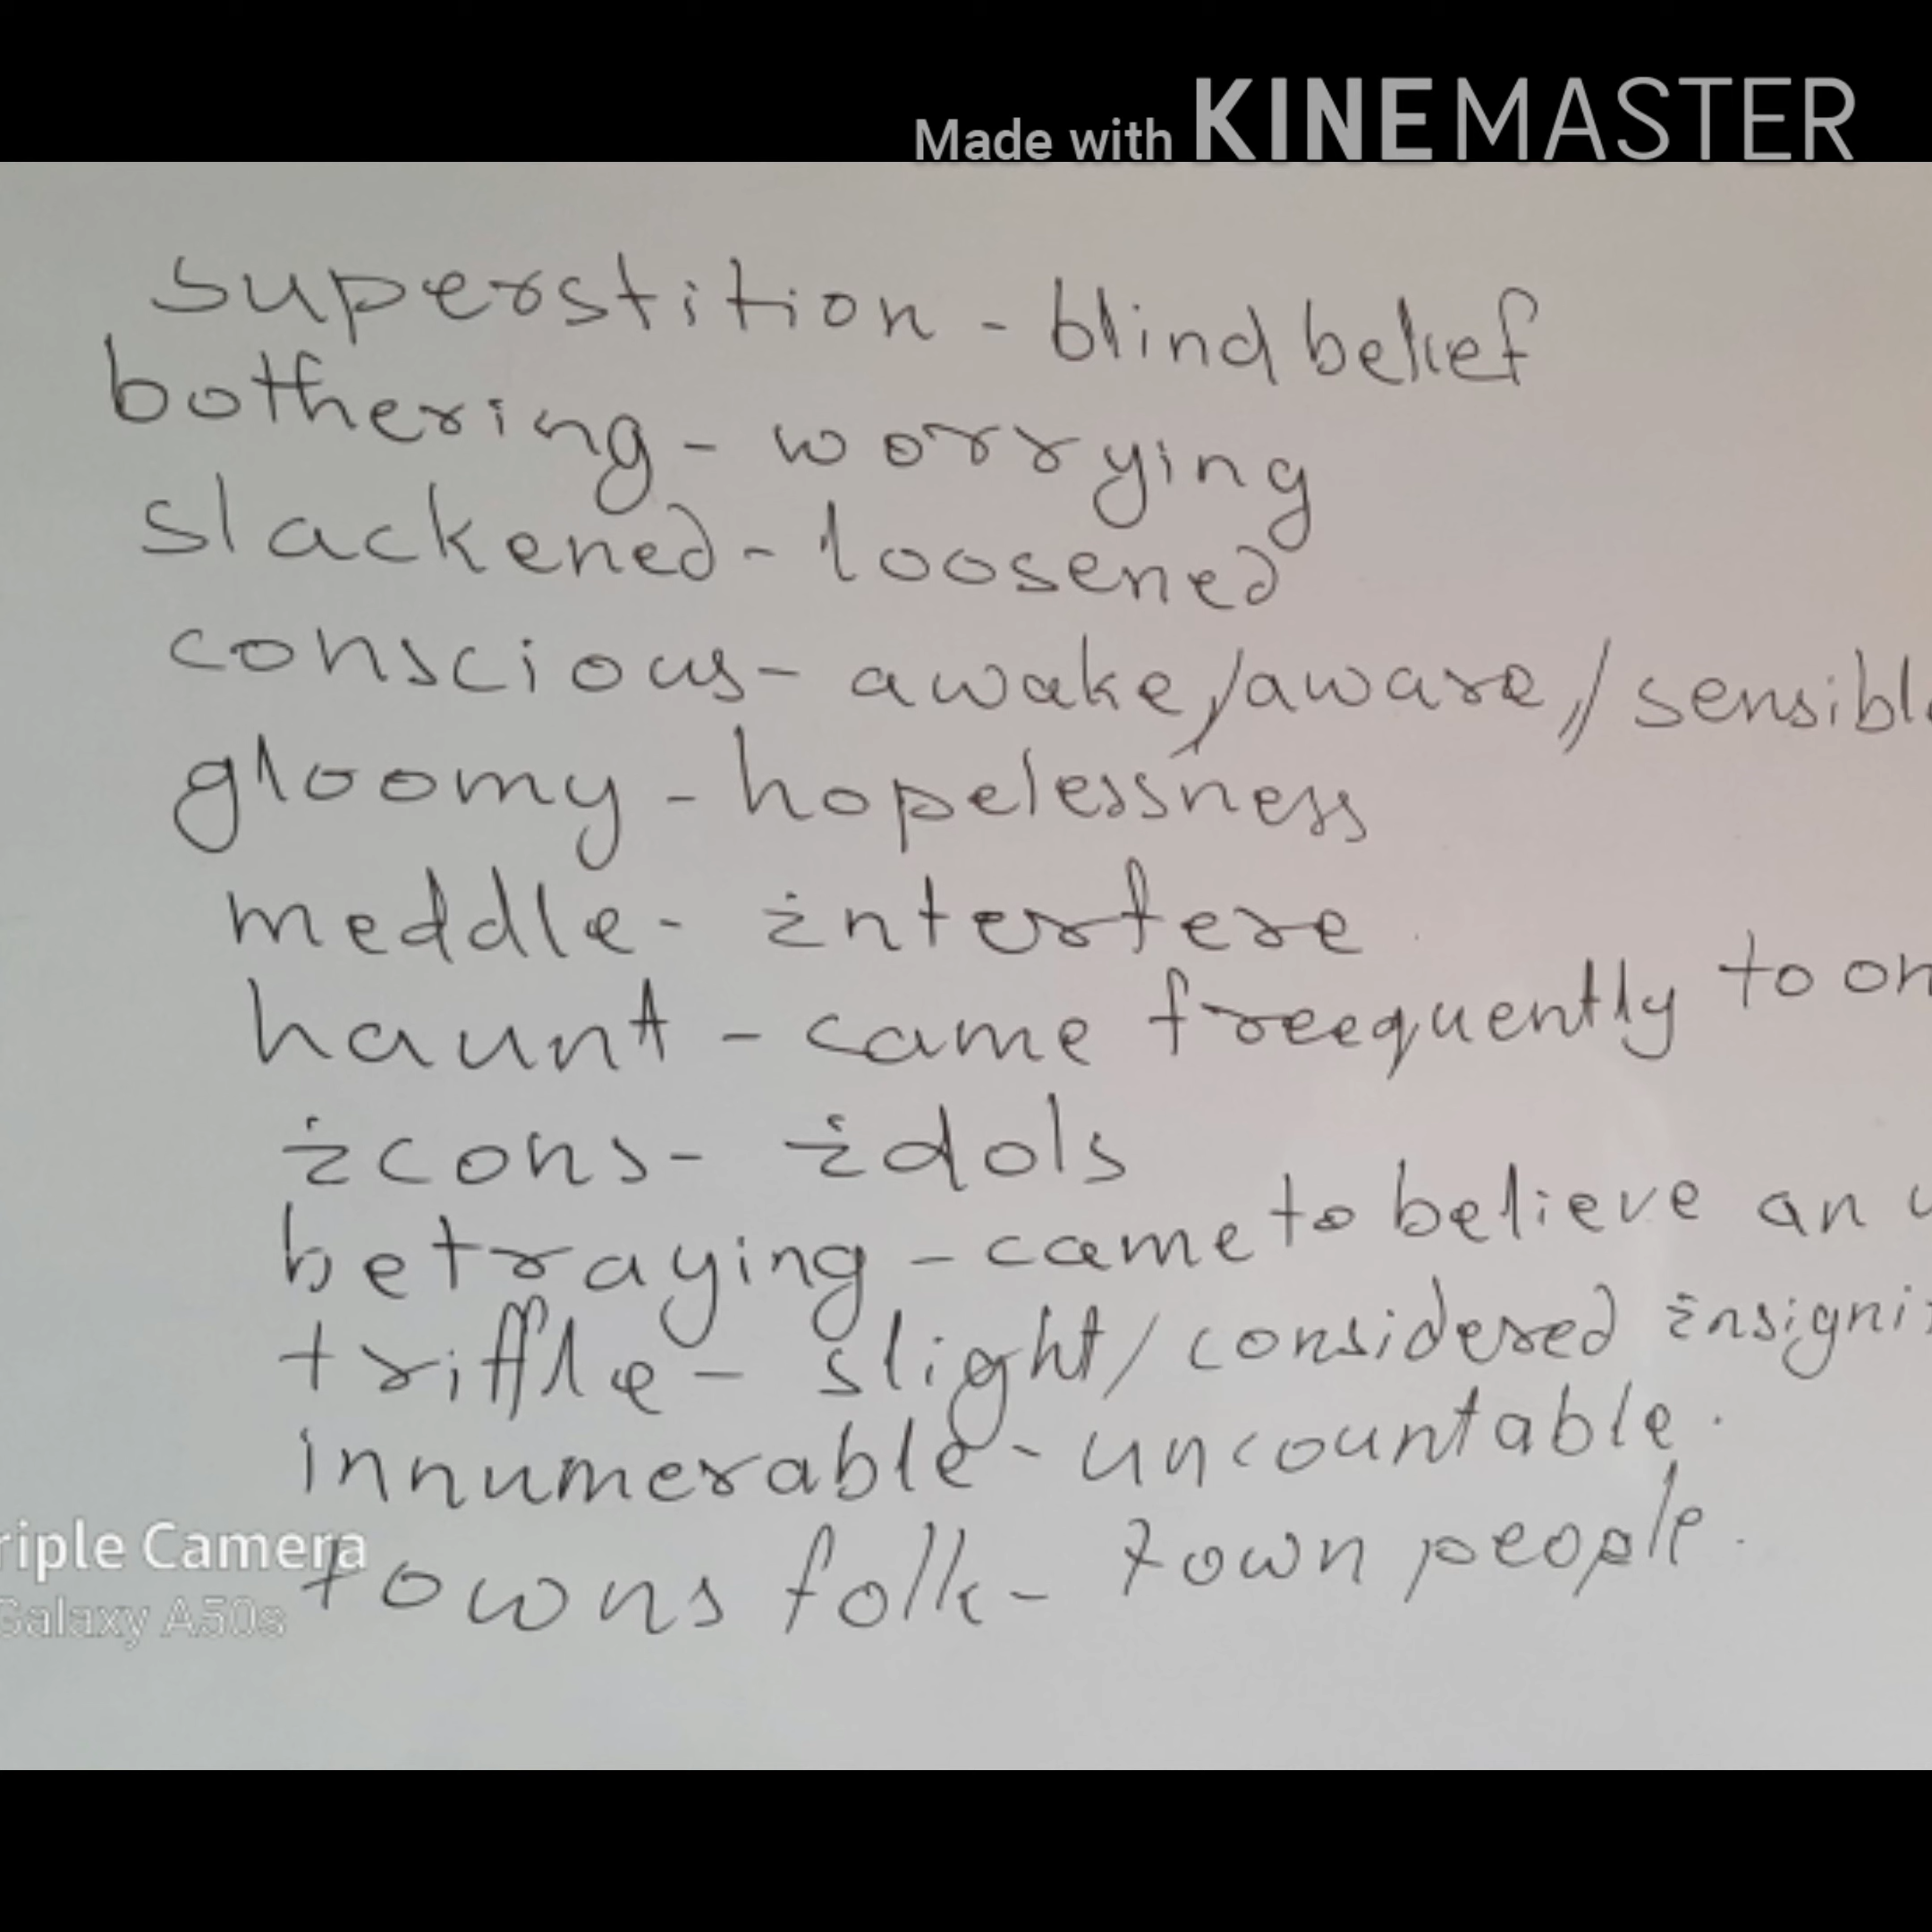 Made with KINEMASTER
superstition - blind belief
bothering - worrying
slackened - loosened
conscious - awake/aware/sensible
gloomy - hopelessness
meddle - interfere
haunt - came freequently to on
icons - idols
betraying - came to believe an
triffle - slight/considered insigni
innumerable - uncountable.
towns folk - town people.
riple Camera
Galaxy A50s